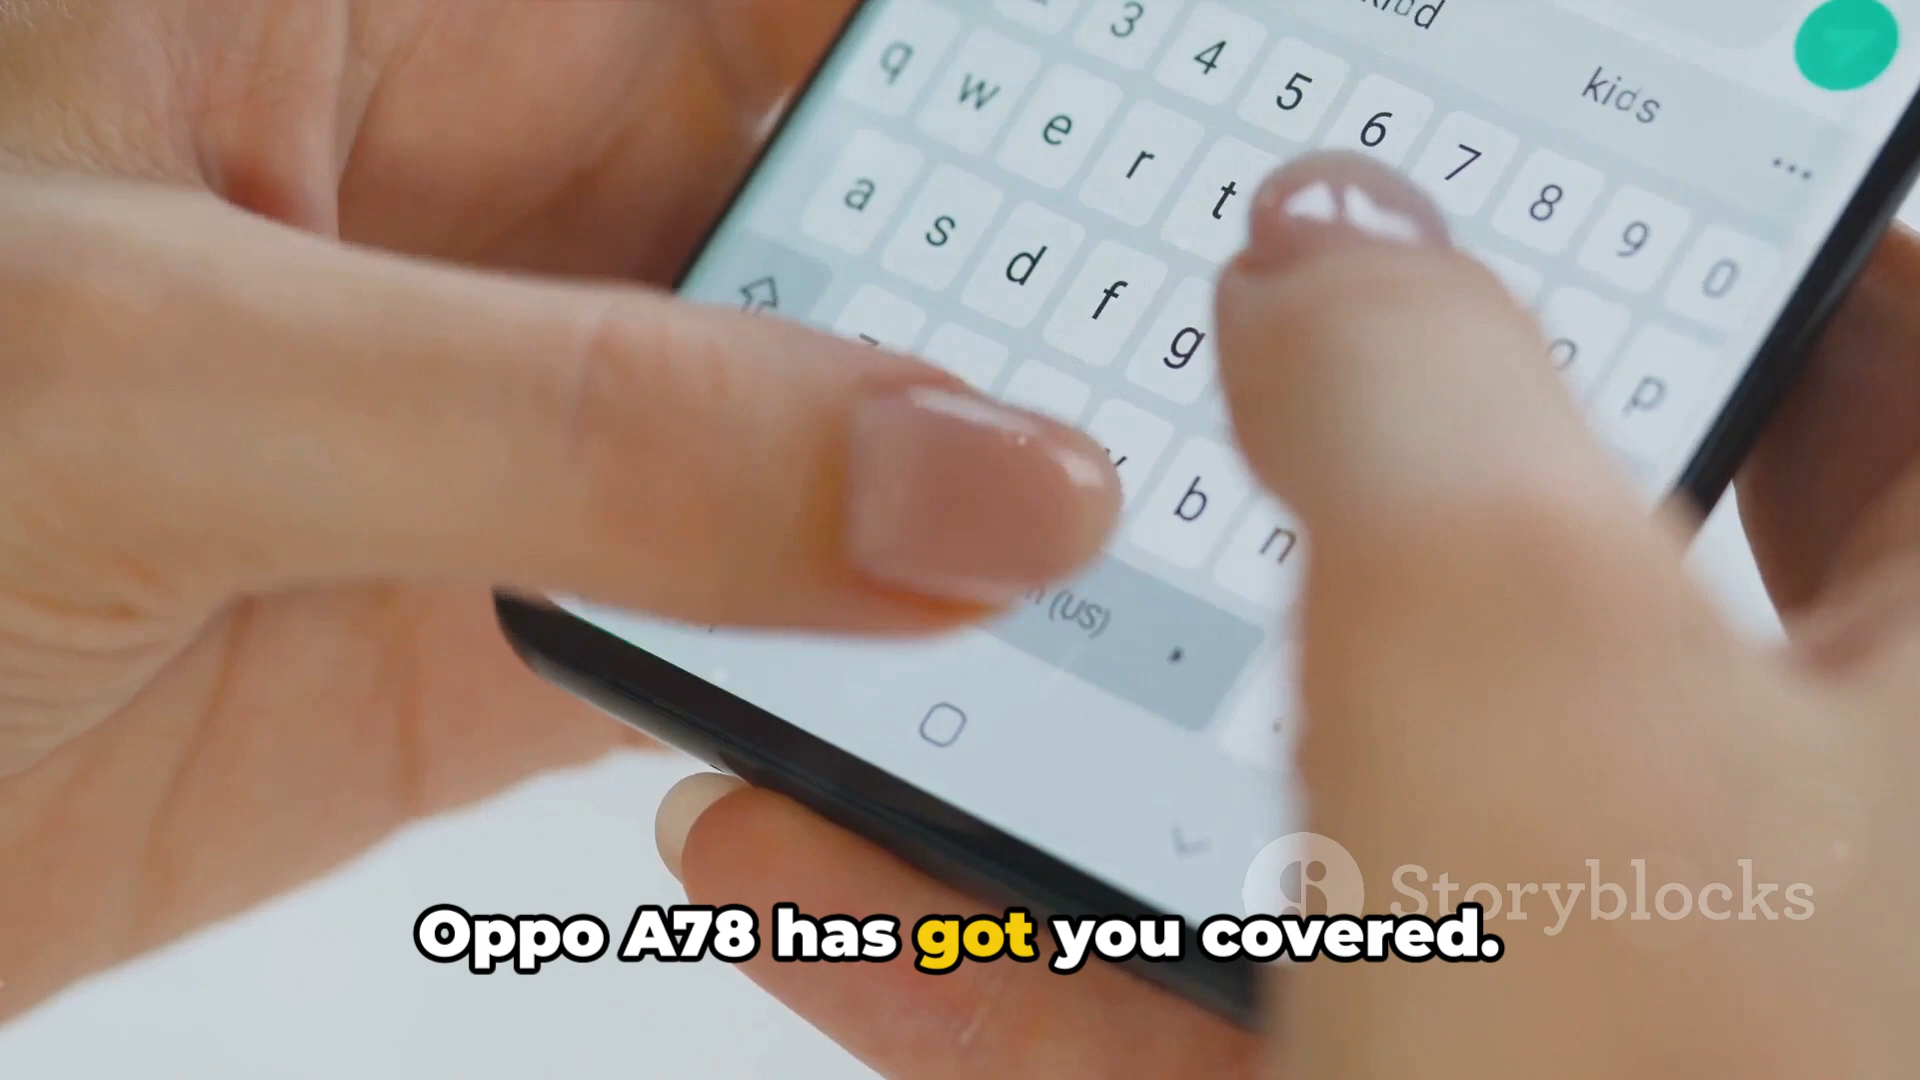 kids
3 4 5 6 7 8 9 0
q w e r t o p
a s d f g
b n
(US)
Storyblocks
Oppo A78 has got you covered.